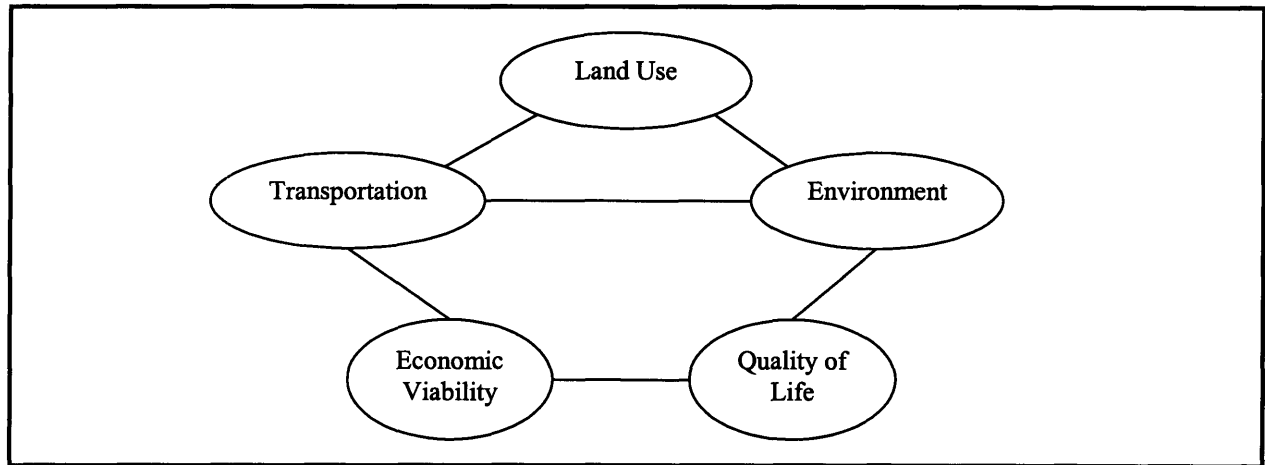 Land Use
Transportation
Environment
Economic
Viability
Quality of
Life